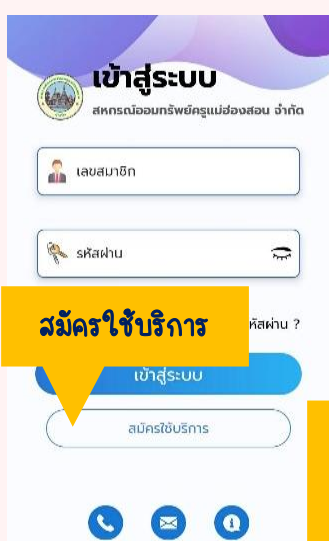 เข้าสู่ระบบ
สหกรณ์ออมทรัพย์ครูแม่ฮ่องสอน จำกัด
เลขสมาชิก
รหัสผ่าน
สมัครใช้บริการ
หัสผ่าน ?
เข้าสู่ระบบ
สมัครใช้บริการ